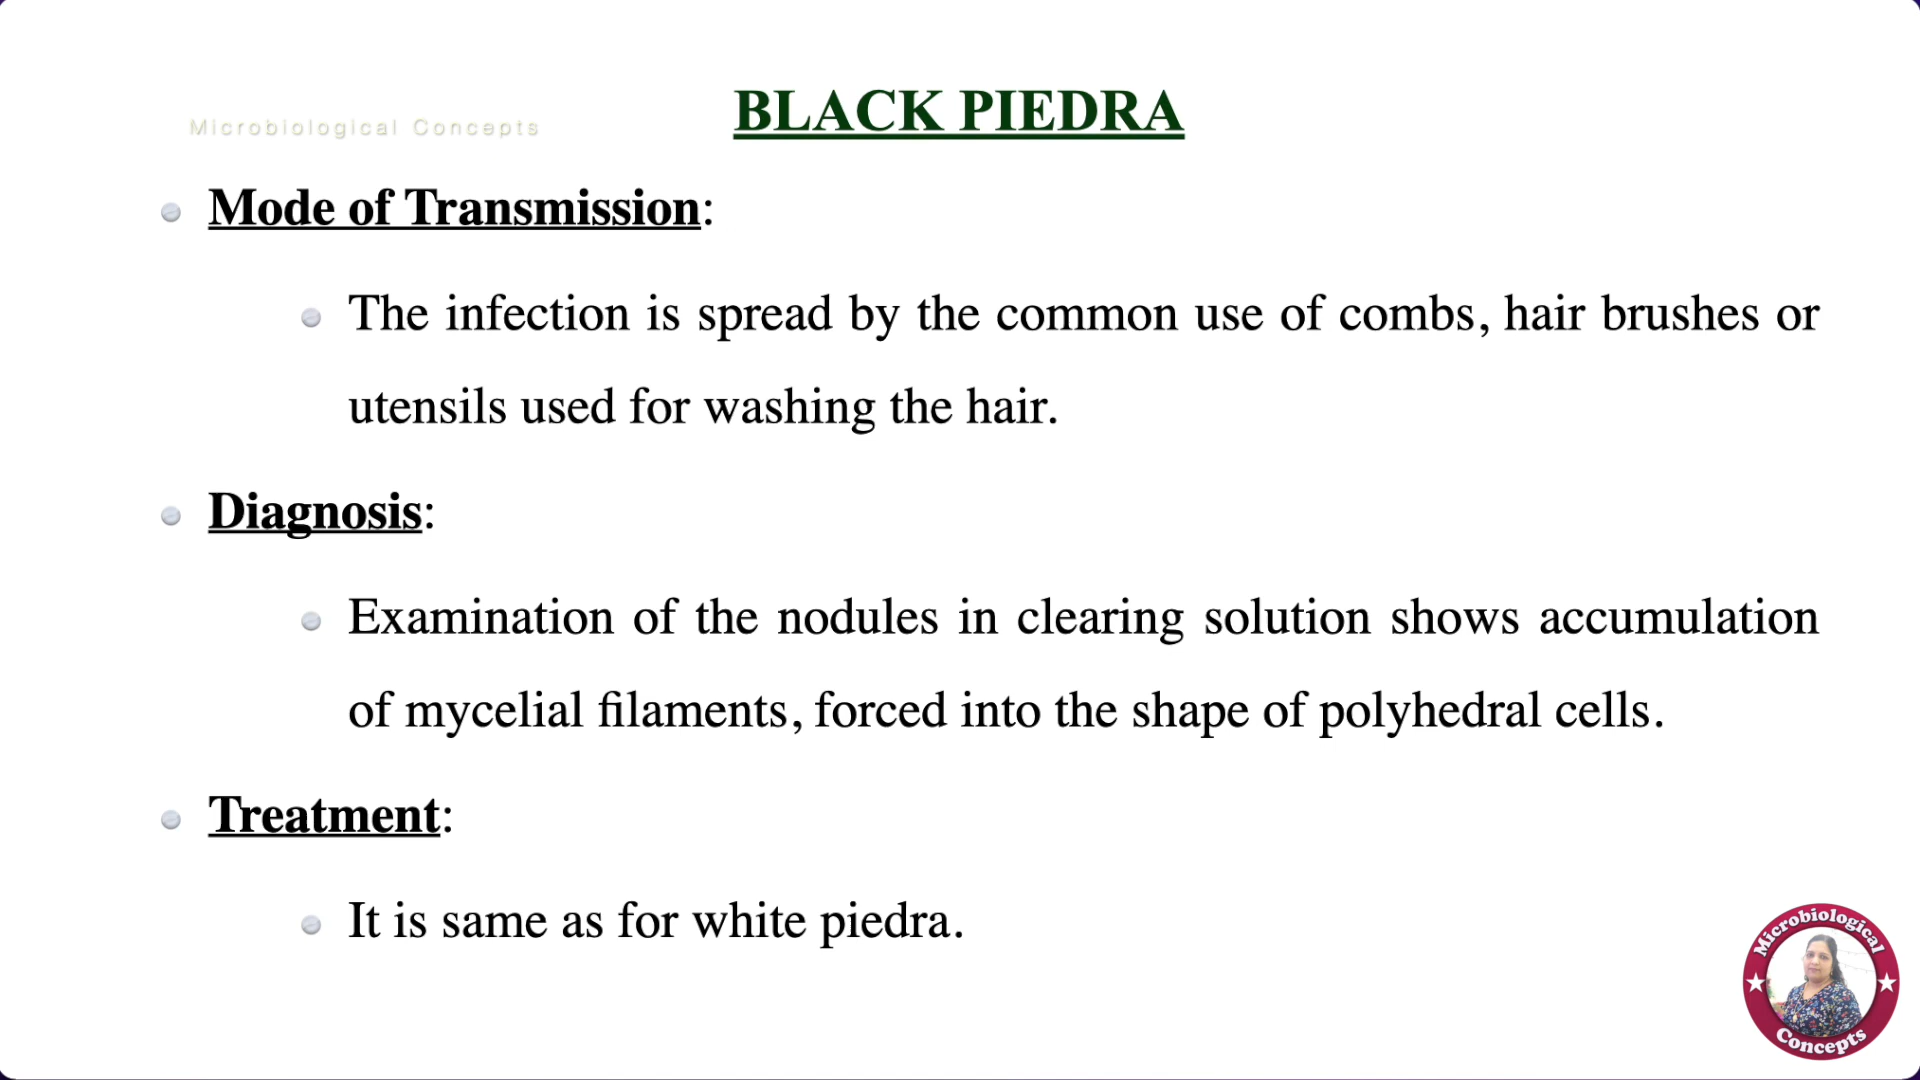 Microbiological Concepts
BLACK PIEDRA
Mode of Transmission:
The infection is spread by the common use of combs, hair brushes or
utensils used for washing the hair.
Diagnosis:
Examination of the nodules in clearing solution shows accumulation
of mycelial filaments, forced into the shape of polyhedral cells.
Treatment:
It is same as for white piedra.
Microbiological
Concepts